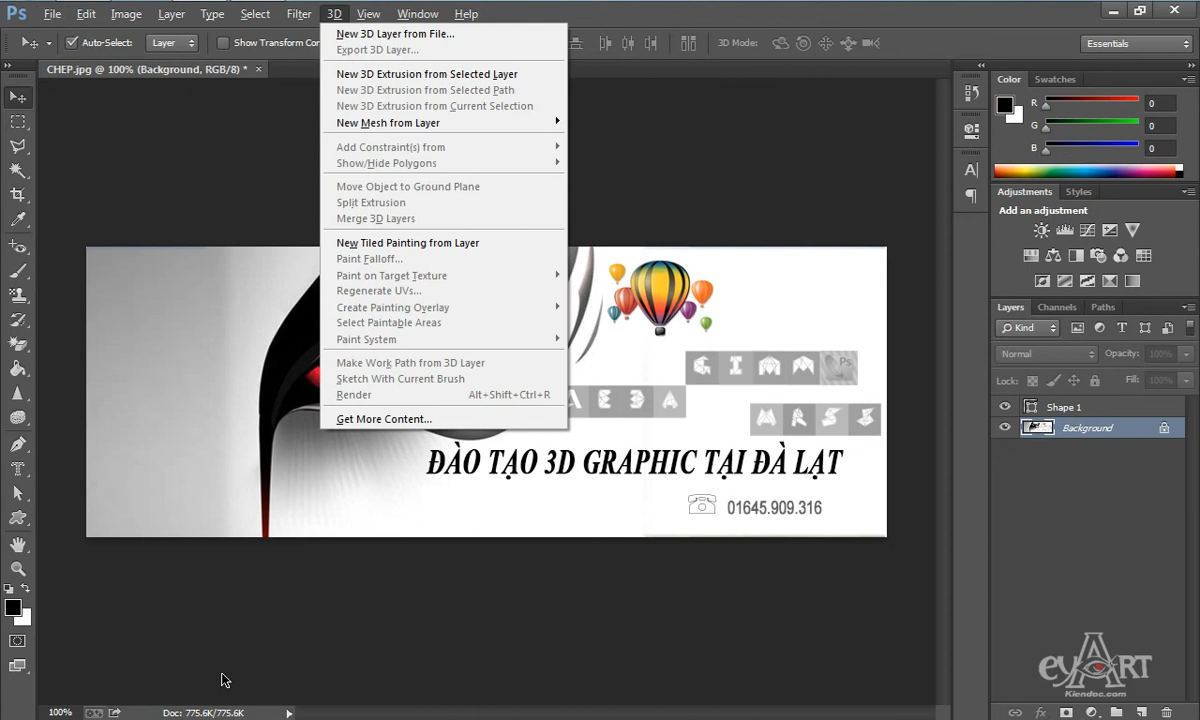 Ps File Edit Image Layer Type Select Filter 3D View Window Help
Auto-Select: Layer Show Transform Con 3D Mode: Essentials
CHEP.jpg @ 100% (Background, RGB/8) * ×
New 3D Layer from File...
Export 3D Layer...
New 3D Extrusion from Selected Layer
New 3D Extrusion from Selected Path
New 3D Extrusion from Current Selection
New Mesh from Layer
Add Constraint(s) from
Show/Hide Polygons
Move Object to Ground Plane
Split Extrusion
Merge 3D Layers
New Tiled Painting from Layer
Paint Falloff...
Paint on Target Texture
Regenerate UVs...
Create Painting Overlay
Select Paintable Areas
Paint System
Make Work Path from 3D Layer
Sketch With Current Brush
Render Alt+Shift+Ctrl+R
Get More Content...
Ps
ĐÀO TẠO 3D GRAPHIC TẠI ĐÀ LẠT
01645.909.316
Color Swatches
R 0
G 0
B 0
Adjustments Styles
Add an adjustment
Layers Channels Paths
Kind
Normal Opacity: 100%
Lock: Fill: 100%
Shape 1
Background
eyART
Kiendoc.com
100% Doc: 775.6K/775.6K